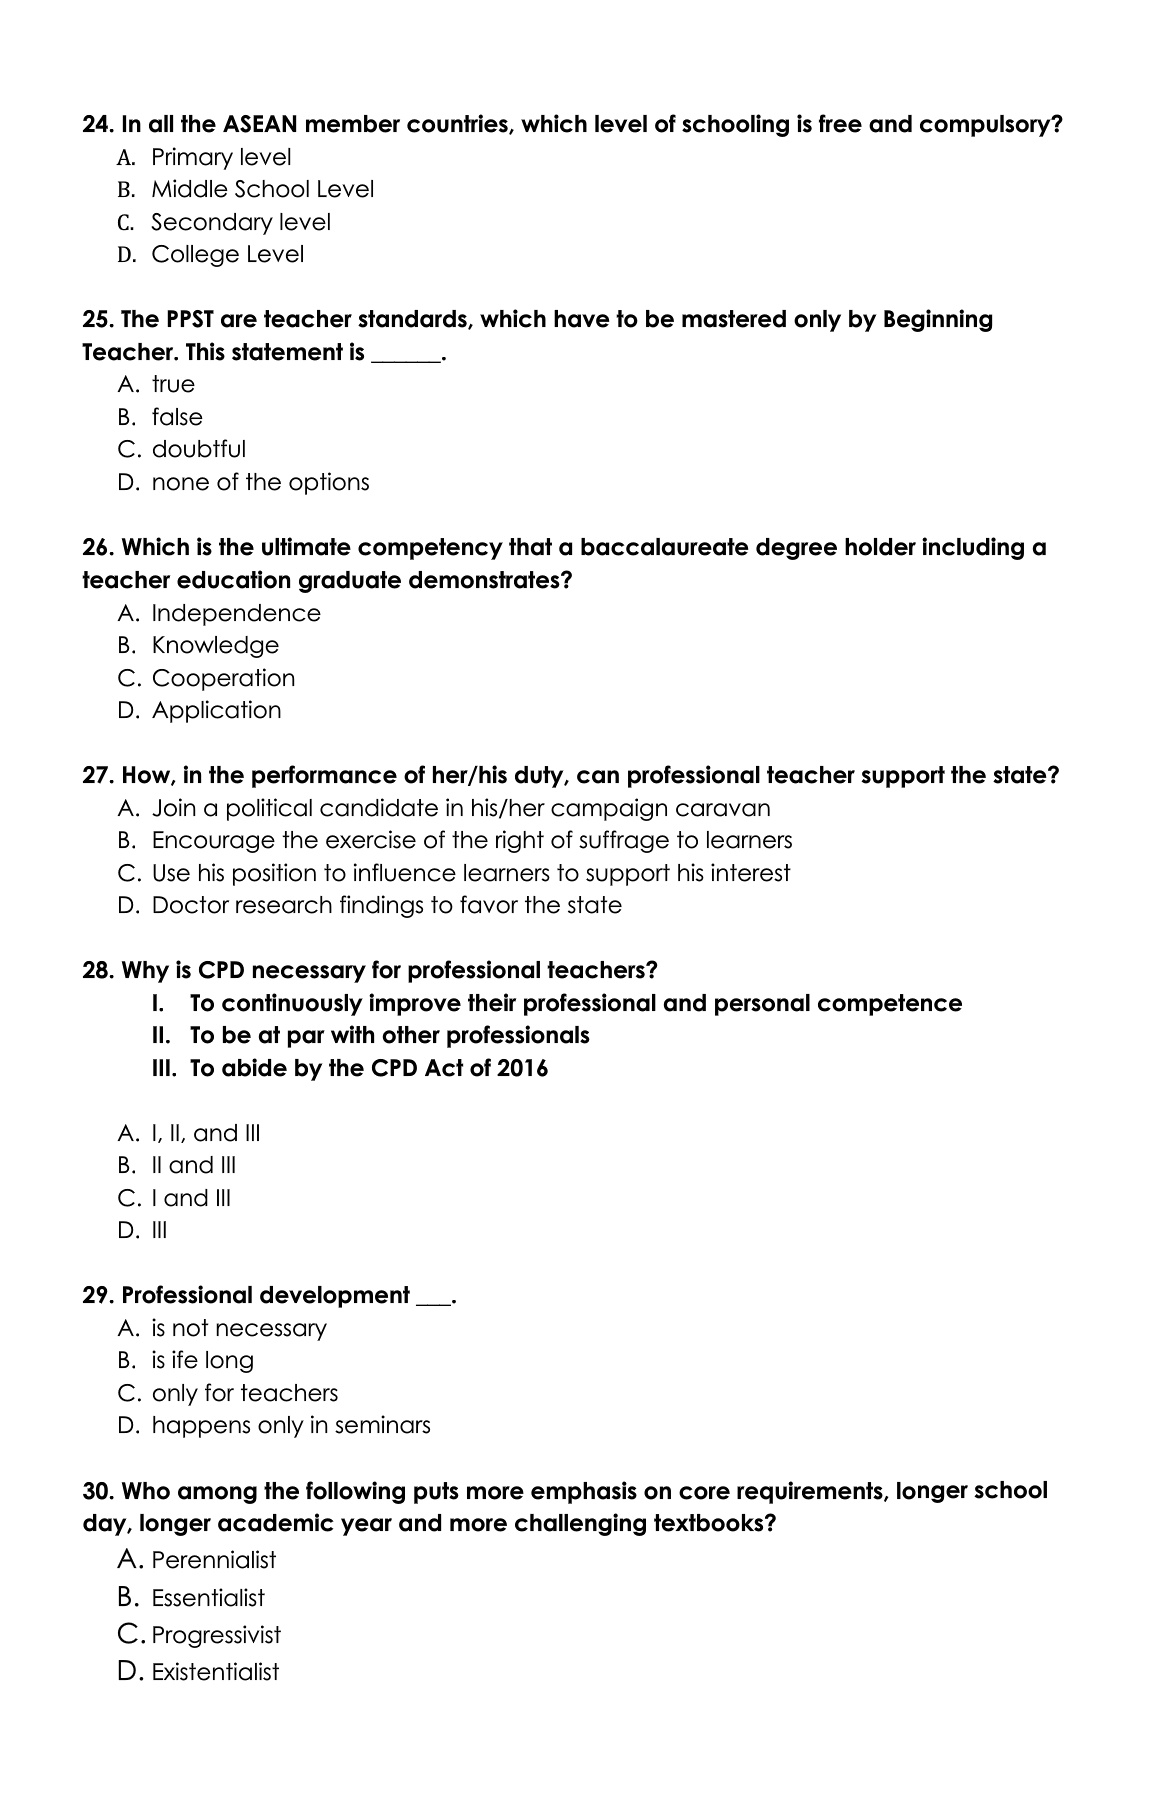 24. In all the ASEAN member countries, which level of schooling is free and compulsory?
A. Primary level
B. Middle School Level
C. Secondary level
D. College Level
25. The PPST are teacher standards, which have to be mastered only by Beginning
Teacher. This statement is ______.
A. true
B. false
C. doubtful
D. none of the options
26. Which is the ultimate competency that a baccalaureate degree holder including a
teacher education graduate demonstrates?
A. Independence
B. Knowledge
C. Cooperation
D. Application
27. How, in the performance of her/his duty, can professional teacher support the state?
A. Join a political candidate in his/her campaign caravan
B. Encourage the exercise of the right of suffrage to learners
C. Use his position to influence learners to support his interest
D. Doctor research findings to favor the state
28. Why is CPD necessary for professional teachers?
I. To continuously improve their professional and personal competence
II. To be at par with other professionals
III. To abide by the CPD Act of 2016
A. I, II, and III
B. II and III
C. I and III
D. III
29. Professional development ___.
A. is not necessary
B. is ife long
C. only for teachers
D. happens only in seminars
30. Who among the following puts more emphasis on core requirements, longer school
day, longer academic year and more challenging textbooks?
A. Perennialist
B. Essentialist
C. Progressivist
D. Existentialist